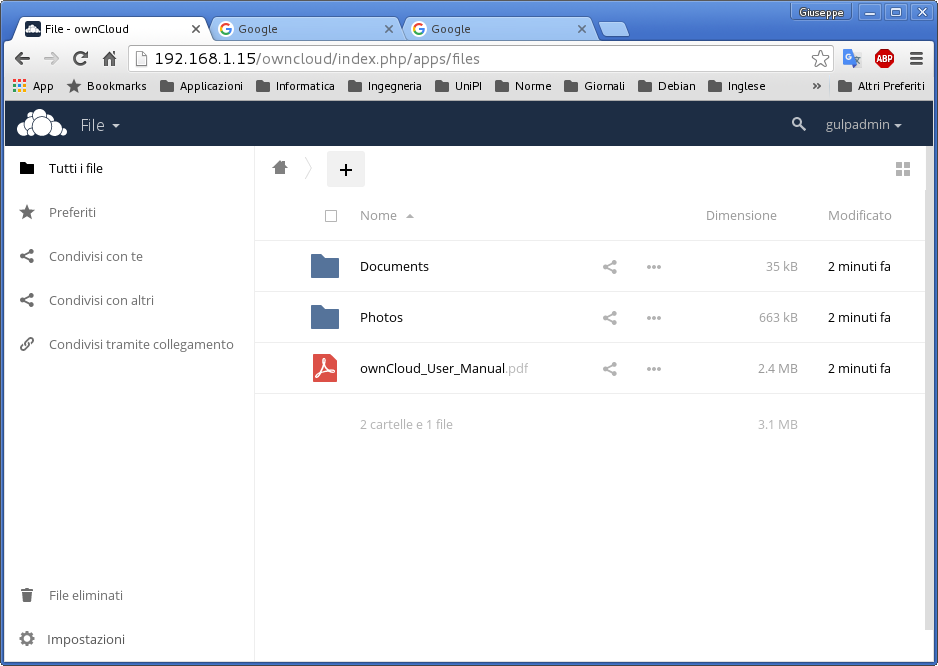 Giuseppe
File - ownCloud
Google
Google
192.168.1.15/owncloud/index.php/apps/files
ABP
App
Bookmarks
Applicazioni
Informatica
Ingegneria
UniPI
Norme
Giornali
Debian
Inglese
»
Altri Preferiti
File
gulpadmin
Tutti i file
Preferiti
Condivisi con te
Condivisi con altri
Condivisi tramite collegamento
File eliminati
Impostazioni
+
Nome Dimensione Modificato
Documents 35 kB 2 minuti fa
Photos 663 kB 2 minuti fa
ownCloud_User_Manual.pdf 2.4 MB 2 minuti fa
2 cartelle e 1 file 3.1 MB